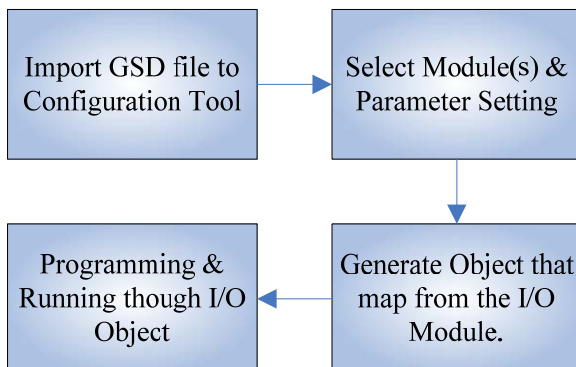 Import GSD file to
Configuration Tool
Select Module(s) &
Parameter Setting
Generate Object that
map from the I/O
Module.
Programming &
Running though I/O
Object